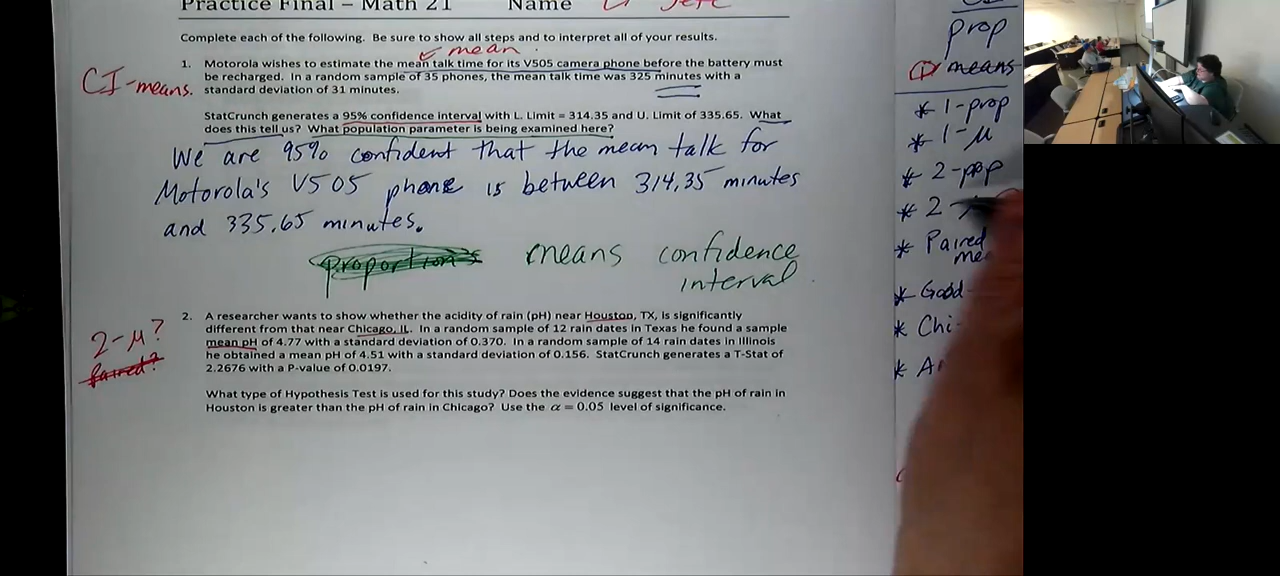 Practice Final – Math 21 Name
Complete each of the following. Be sure to show all steps and to interpret all of your results.
mean
1. Motorola wishes to estimate the mean talk time for its V505 camera phone before the battery must
be recharged. In a random sample of 35 phones, the mean talk time was 325 minutes with a
standard deviation of 31 minutes.
CI-means.
StatCrunch generates a 95% confidence interval with L. Limit = 314.35 and U. Limit of 335.65. What
does this tell us? What population parameter is being examined here?
We are 95% confident that the mean talk for
Motorola's V505 phone is between 314.35 minutes
and 335.65 minutes.
proportion's means confidence
interval
2. A researcher wants to show whether the acidity of rain (pH) near Houston, TX, is significantly
different from that near Chicago, IL. In a random sample of 12 rain dates in Texas he found a sample
mean pH of 4.77 with a standard deviation of 0.370. In a random sample of 14 rain dates in Illinois
he obtained a mean pH of 4.51 with a standard deviation of 0.156. StatCrunch generates a T-Stat of
2.2676 with a P-value of 0.0197.
2-μ?
Paired?
What type of Hypothesis Test is used for this study? Does the evidence suggest that the pH of rain in
Houston is greater than the pH of rain in Chicago? Use the α = 0.05 level of significance.
prop
means
* 1-prop
* 1-μ
* 2-prop
* 2-
* Paired
* Good-
* Chi-